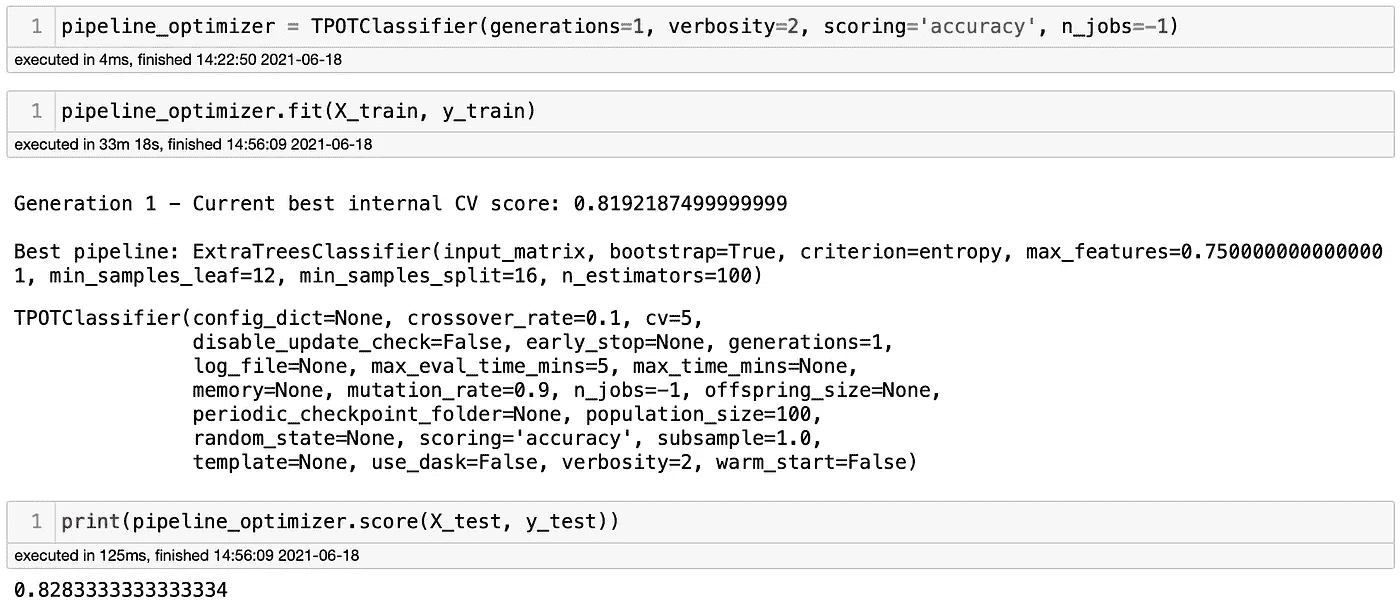 1 pipeline_optimizer = TPOTClassifier(generations=1, verbosity=2, scoring='accuracy', n_jobs=-1)
executed in 4ms, finished 14:22:50 2021-06-18
1 pipeline_optimizer.fit(X_train, y_train)
executed in 33m 18s, finished 14:56:09 2021-06-18
Generation 1 - Current best internal CV score: 0.8192187499999999
Best pipeline: ExtraTreesClassifier(input_matrix, bootstrap=True, criterion=entropy, max_features=0.750000000000000
1, min_samples_leaf=12, min_samples_split=16, n_estimators=100)
TPOTClassifier(config_dict=None, crossover_rate=0.1, cv=5,
disable_update_check=False, early_stop=None, generations=1,
log_file=None, max_eval_time_mins=5, max_time_mins=None,
memory=None, mutation_rate=0.9, n_jobs=-1, offspring_size=None,
periodic_checkpoint_folder=None, population_size=100,
random_state=None, scoring='accuracy', subsample=1.0,
template=None, use_dask=False, verbosity=2, warm_start=False)
1 print(pipeline_optimizer.score(X_test, y_test))
executed in 125ms, finished 14:56:09 2021-06-18
0.8283333333333334